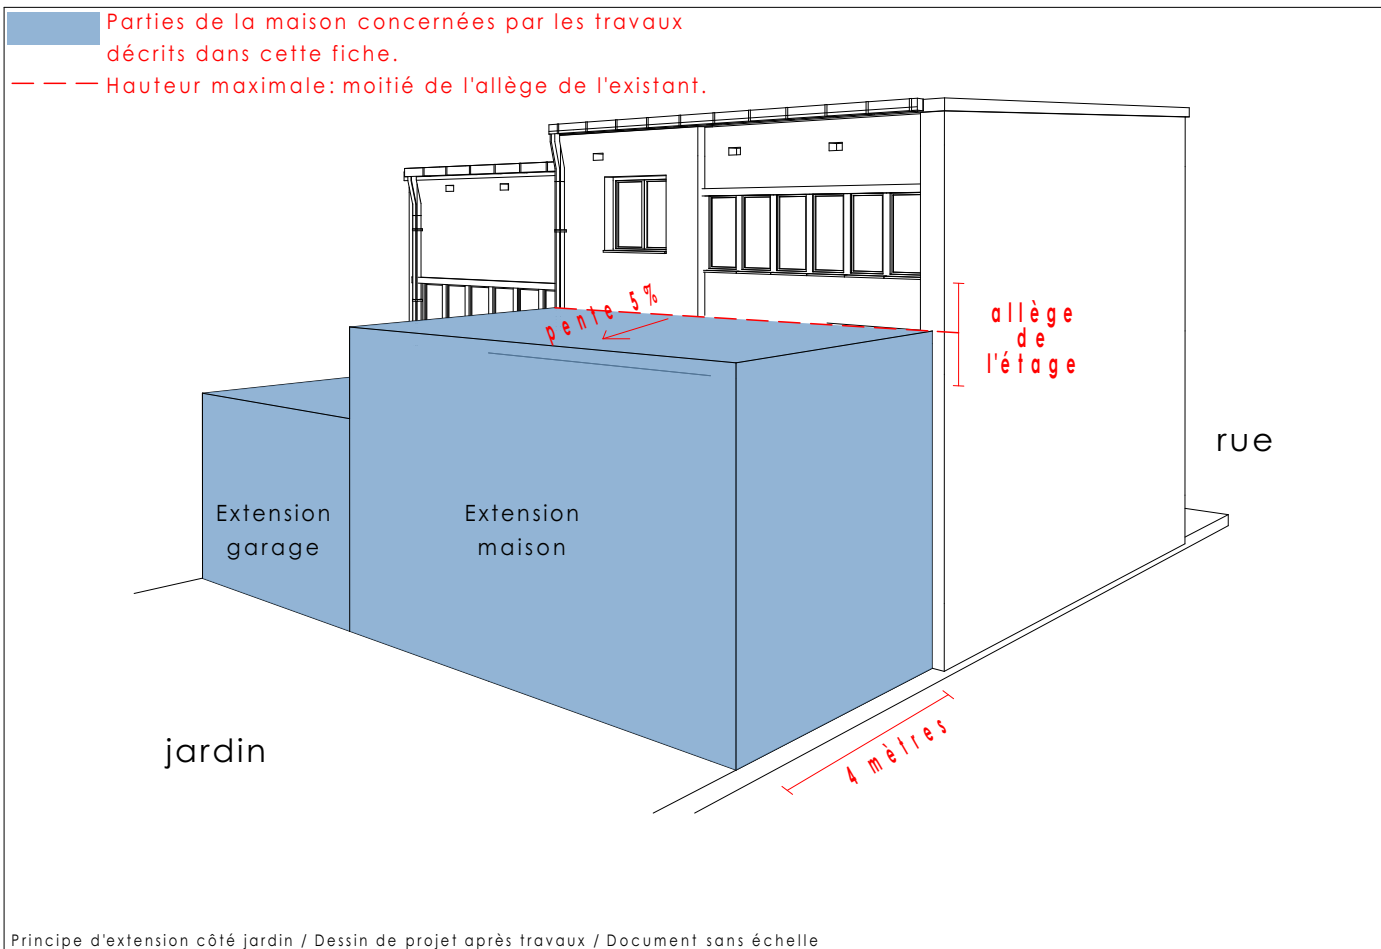 Parties de la maison concernées par les travaux
décrits dans cette fiche.
Hauteur maximale: moitié de l'allège de l'existant.
pente 5%
allège
de
l'étage
rue
Extension
garage
Extension
maison
jardin
4 mètres
Principe d'extension côté jardin / Dessin de projet après travaux / Document sans échelle